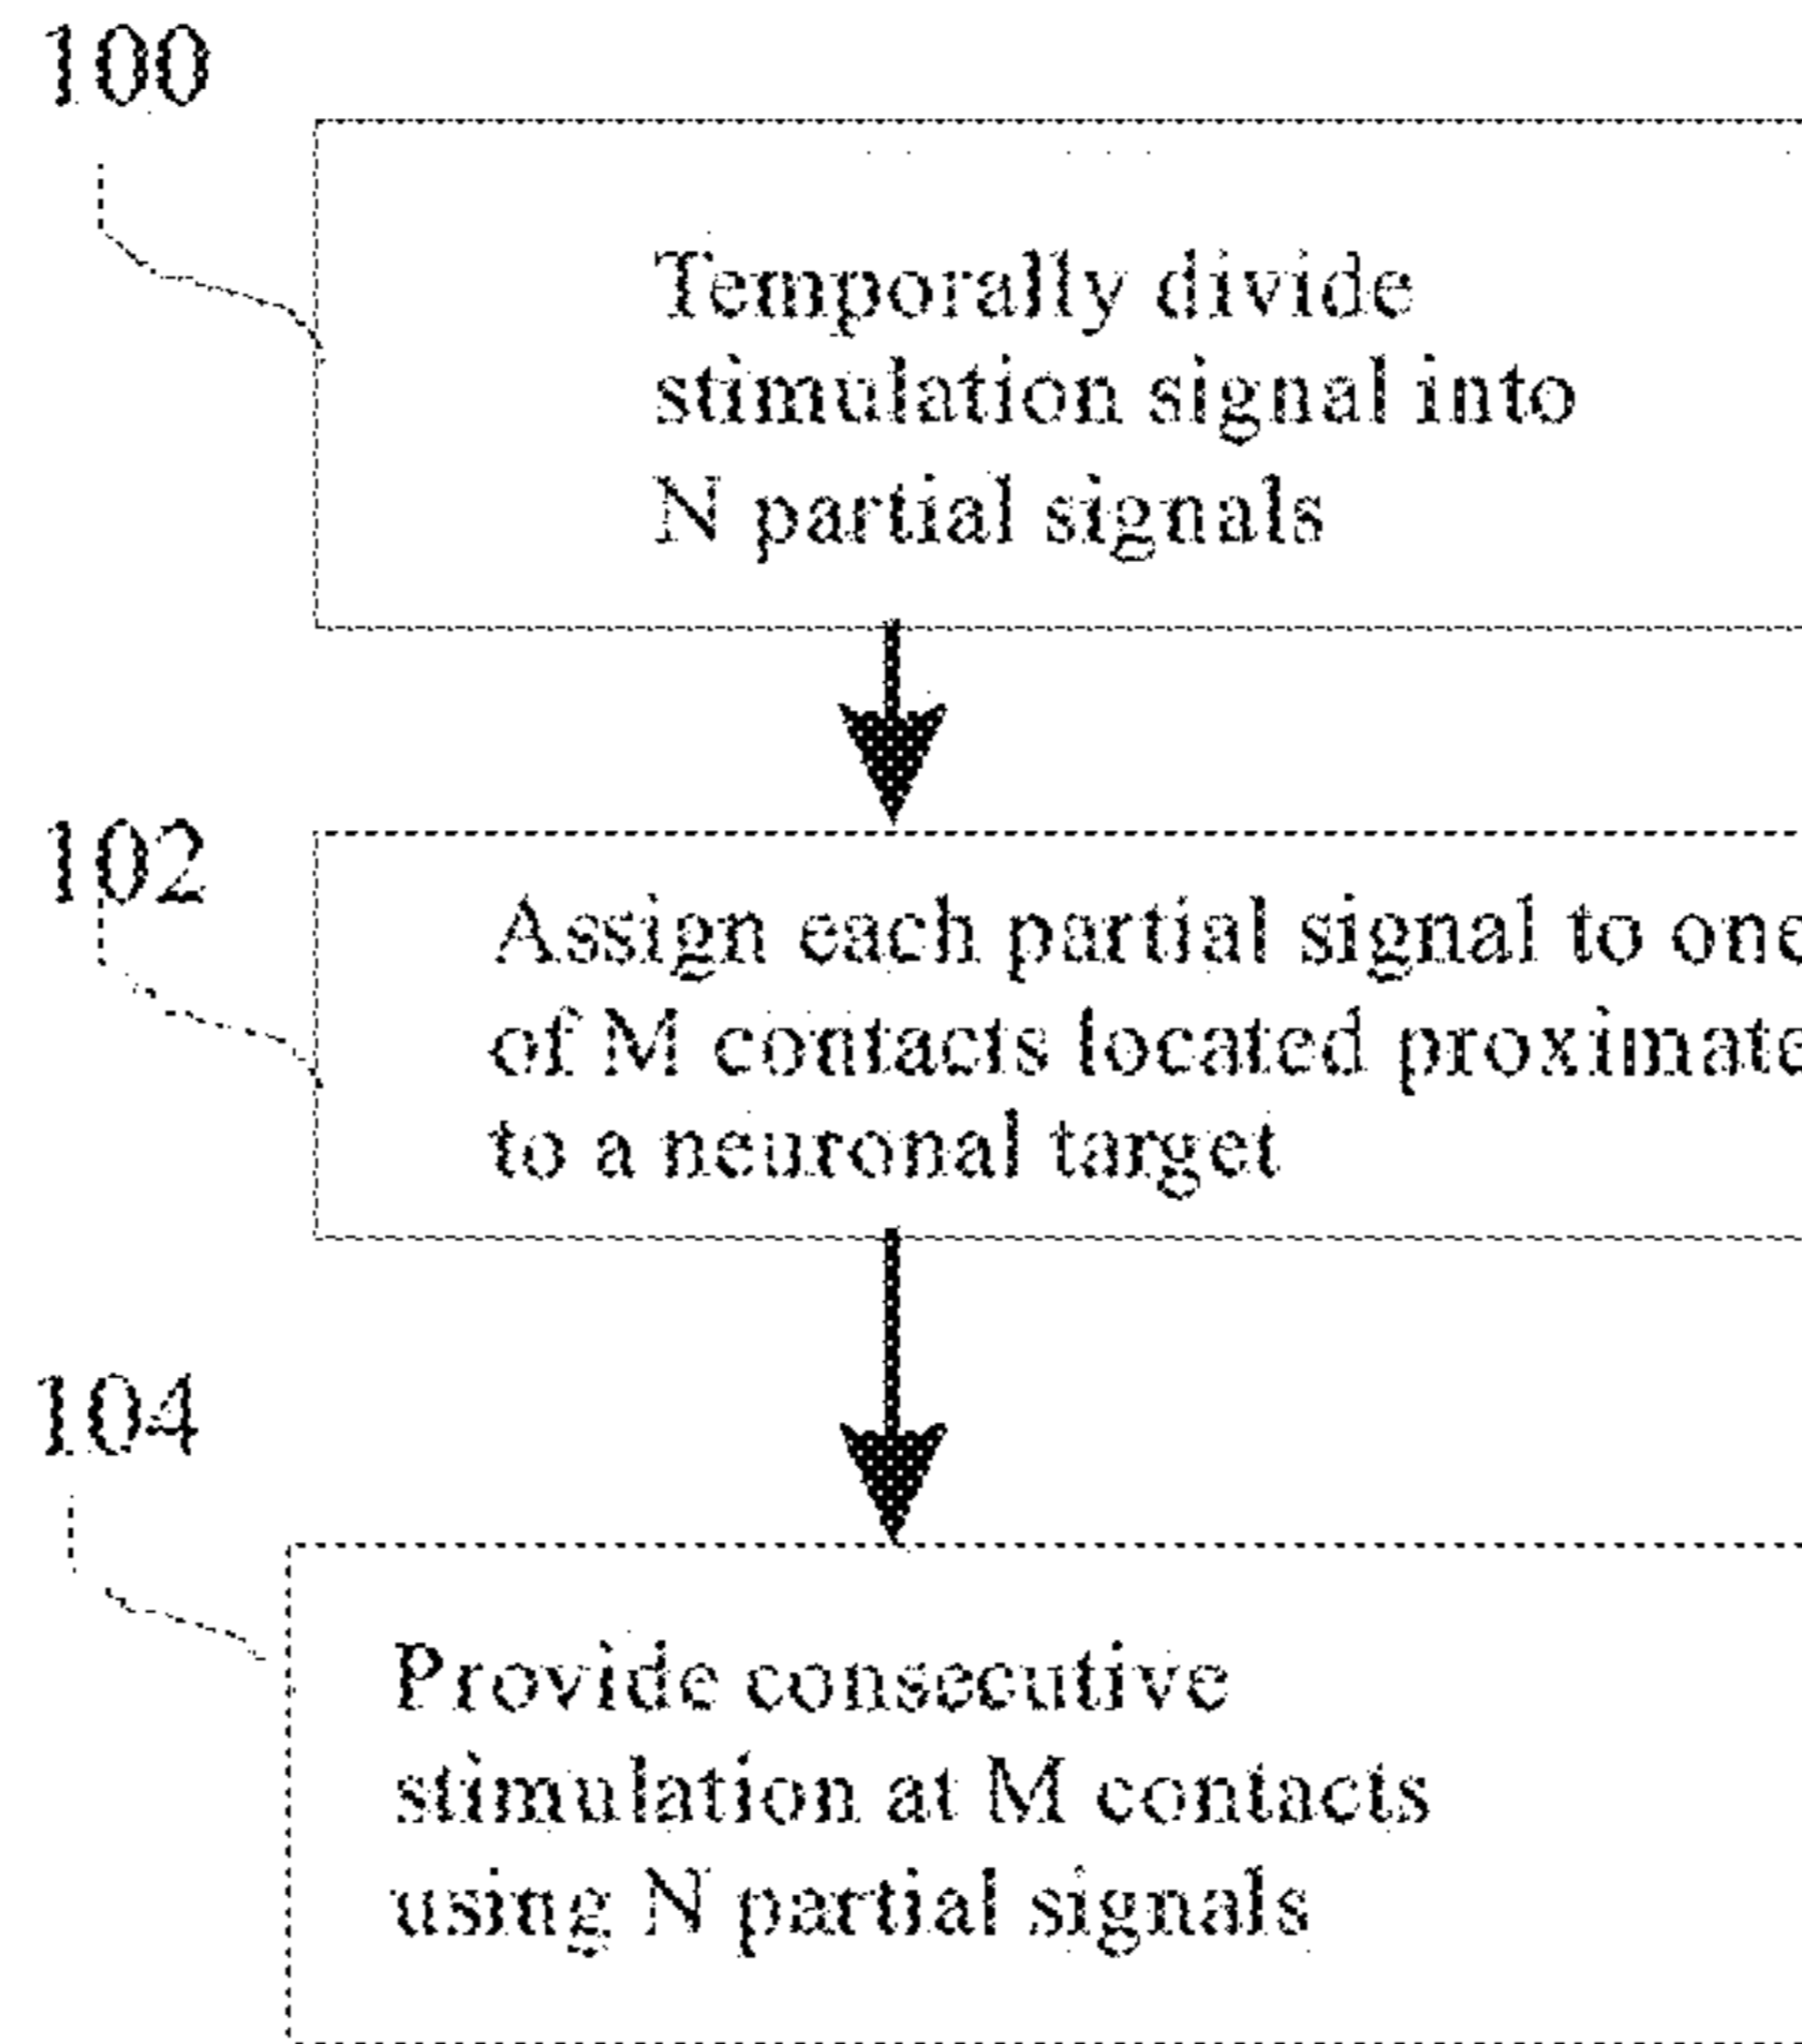 100
Temporally divide
stimulation signal into
N partial signals
102
Assign each partial signal to one
of M contacts located proximate
to a neuronal target
104
Provide consecutive
stimulation at M contacts
using N partial signals